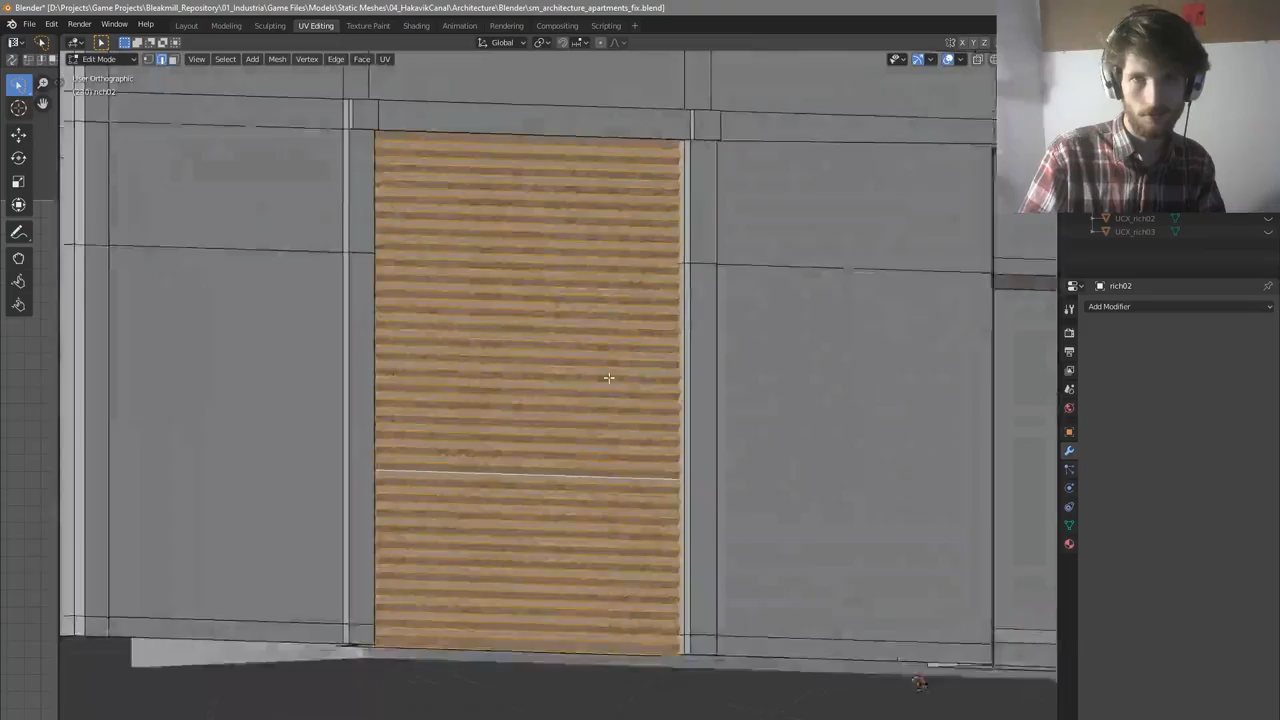 Blender* [D:\Projects\Game Projects\Bleakmill_Repository\01_Industria\Game Files\Models\Static Meshes\01_HakavikCanal\Architecture\Blender\sm_architecture_apartments_fix.blend]
File Edit Render Window Help Layout Modeling Sculpting UV Editing Texture Paint Shading Animation Rendering Compositing Scripting +
Global X Y Z
Edit Mode View Select Add Mesh Vertex Edge Face UV
User Orthographic
rich02
UCX_rich02
UCX_rich03
rich02
Add Modifier